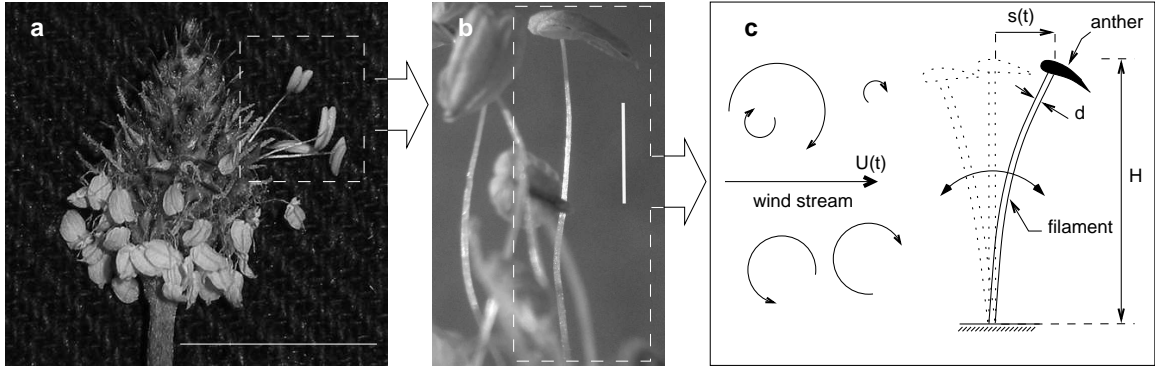 a
b
c
s(t)
anther
d
U(t)
wind stream
H
filament